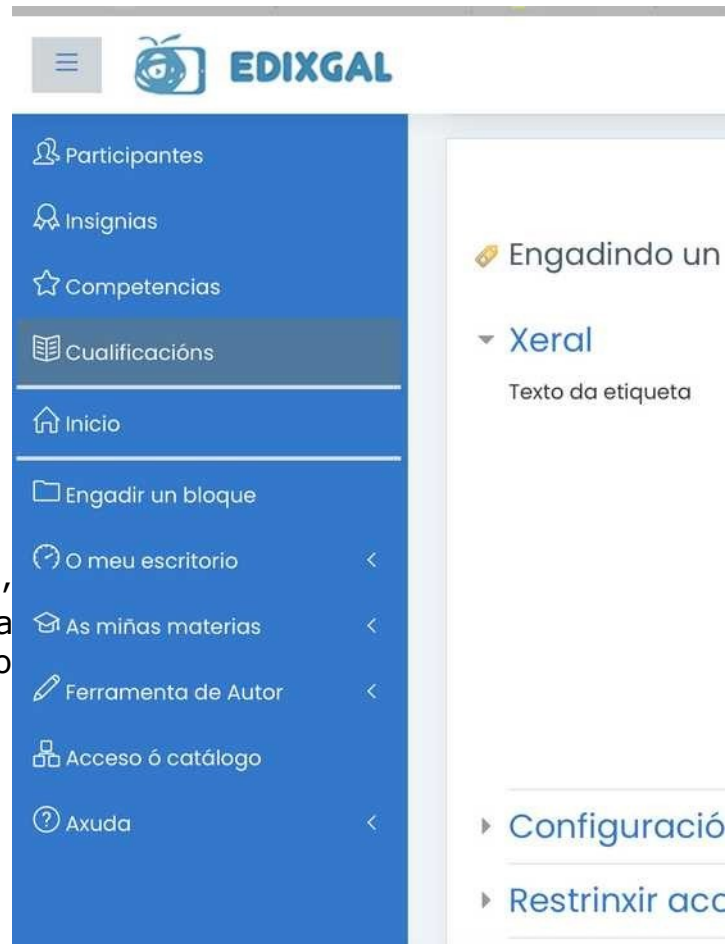 EDIXGAL
Participantes
Insignias
Competencias
Cualificacións
Inicio
Engadir un bloque
O meu escritorio
As miñas materias
Ferramenta de Autor
Acceso ó catálogo
Axuda
,
a
o
Engadindo un
Xeral
Texto da etiqueta
Configuració
Restrinxir acc